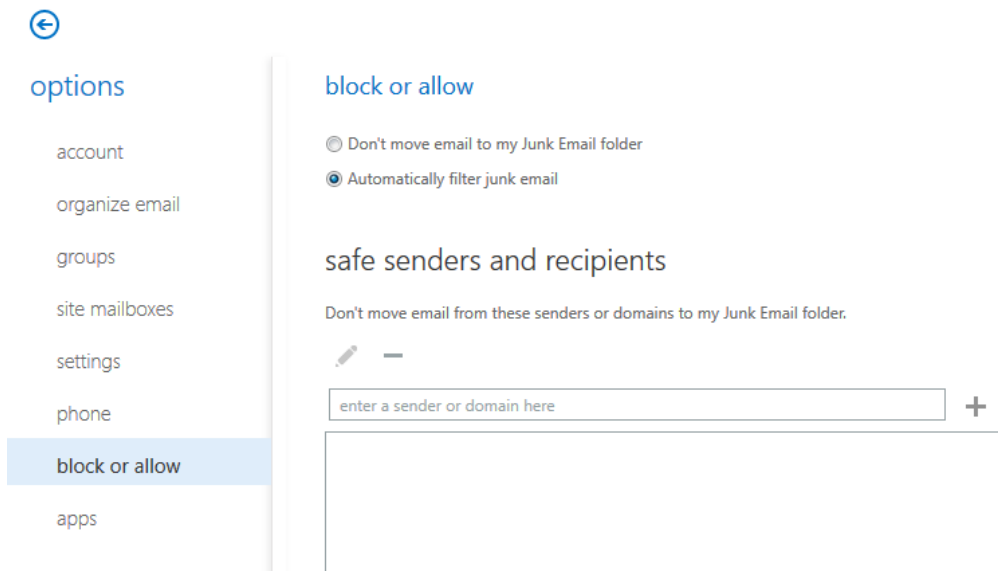 options
account
organize email
groups
site mailboxes
settings
phone
block or allow
apps
block or allow
Don't move email to my Junk Email folder
Automatically filter junk email
safe senders and recipients
Don't move email from these senders or domains to my Junk Email folder.
enter a sender or domain here